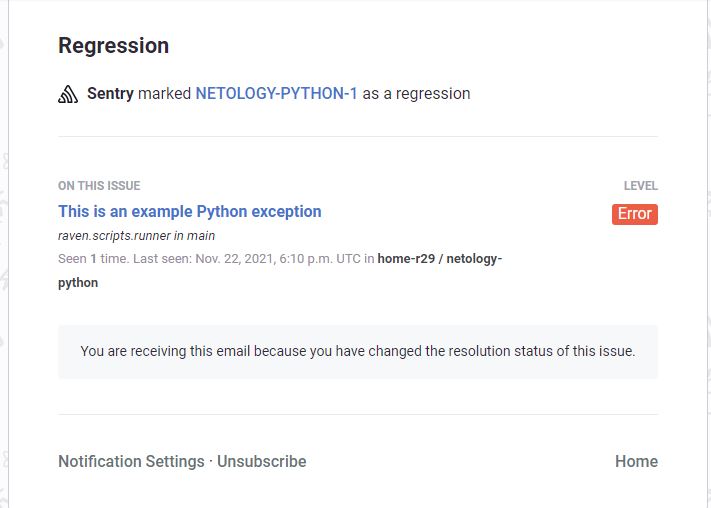 Regression
Sentry marked NETOLOGY-PYTHON-1 as a regression
ON THIS ISSUE
LEVEL
This is an example Python exception
Error
raven.scripts.runner in main
Seen 1 time. Last seen: Nov. 22, 2021, 6:10 p.m. UTC in home-r29 / netology-
python
You are receiving this email because you have changed the resolution status of this issue.
Notification Settings · Unsubscribe
Home